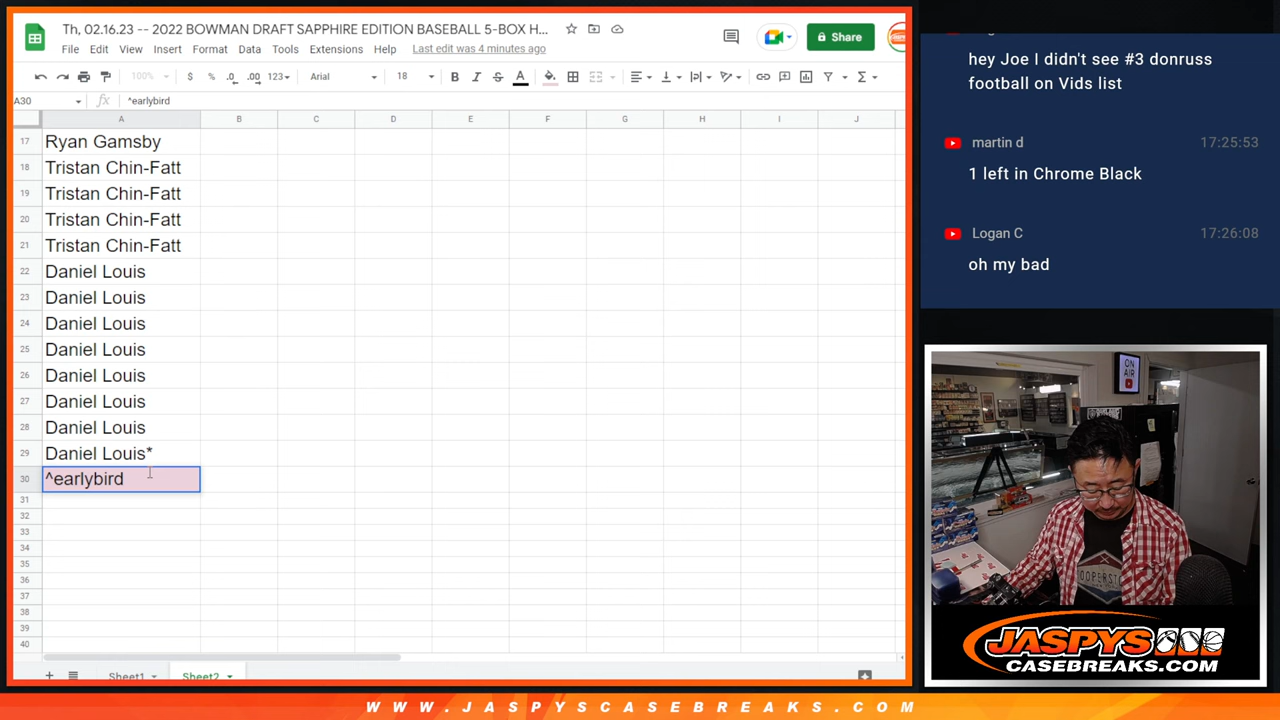 Th, 02.16.23 -- 2022 BOWMAN DRAFT SAPPHIRE EDITION BASEBALL 5-BOX H...
File Edit View Insert Format Data Tools Extensions Help Last edit was 4 minutes ago
Share
100% $ % .0 .00 123 Arial 18 B I S A
A30 fx ^earlybird
A B C D E F G H I J
17 Ryan Gamsby
18 Tristan Chin-Fatt
19 Tristan Chin-Fatt
20 Tristan Chin-Fatt
21 Tristan Chin-Fatt
22 Daniel Louis
23 Daniel Louis
24 Daniel Louis
25 Daniel Louis
26 Daniel Louis
27 Daniel Louis
28 Daniel Louis
29 Daniel Louis*
30 ^earlybird
31
32
33
34
35
36
37
38
39
40
Sheet1 Sheet2
hey Joe I didn't see #3 donruss
football on Vids list
martin d 17:25:53
1 left in Chrome Black
Logan C 17:26:08
oh my bad
ON
AIR
JASPYS
CASEBREAKS.COM
WWW.JASPYSCASEBREAKS.COM